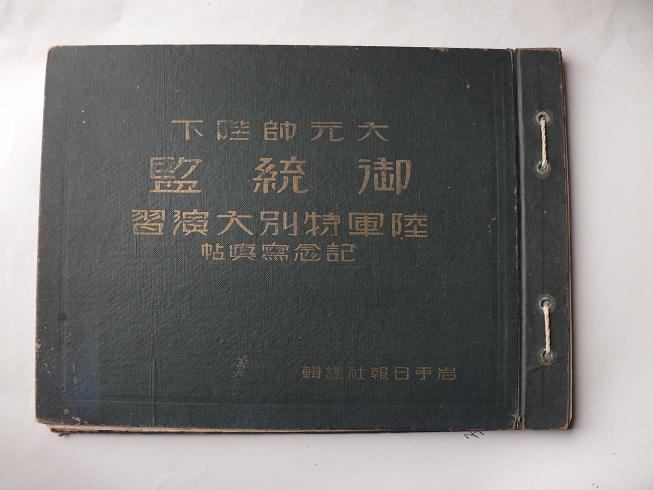 大元帥陛下
御統監
陸軍特別大演習
記念寫眞帖
岩手日報社謹輯